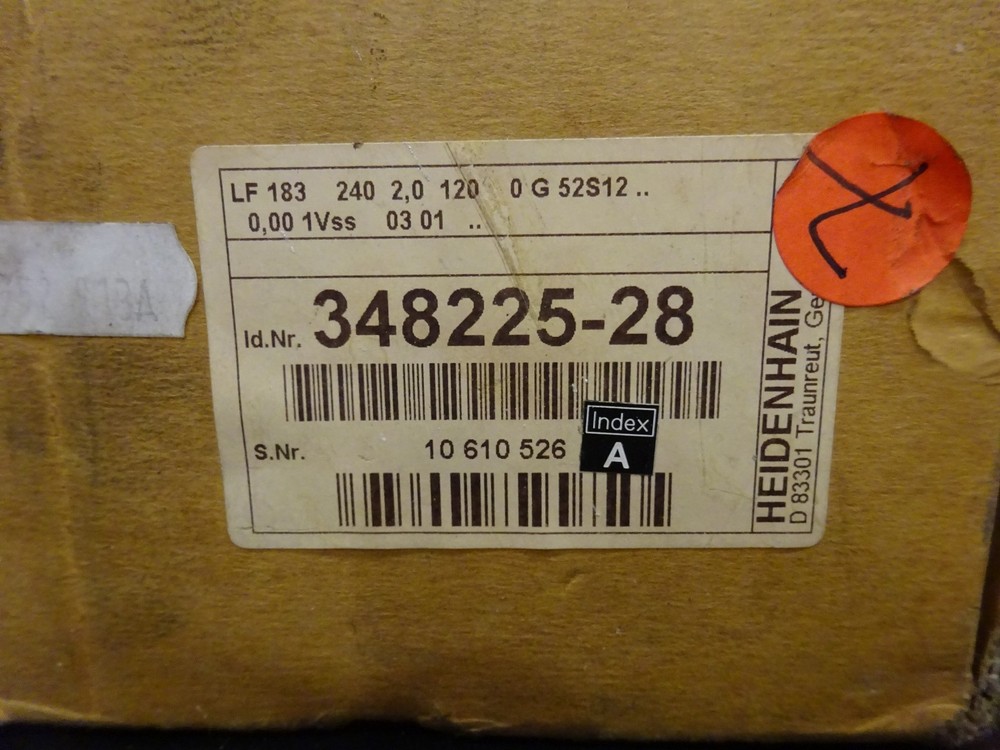 LF 183 240 2,0 120 0 G 52S12 ..
0,00 1Vss 03 01 ..
Id.Nr. 348225-28
S.Nr. 10 610 526
Index
A
HEIDENHAIN
D 83301 Traunreut, Ge